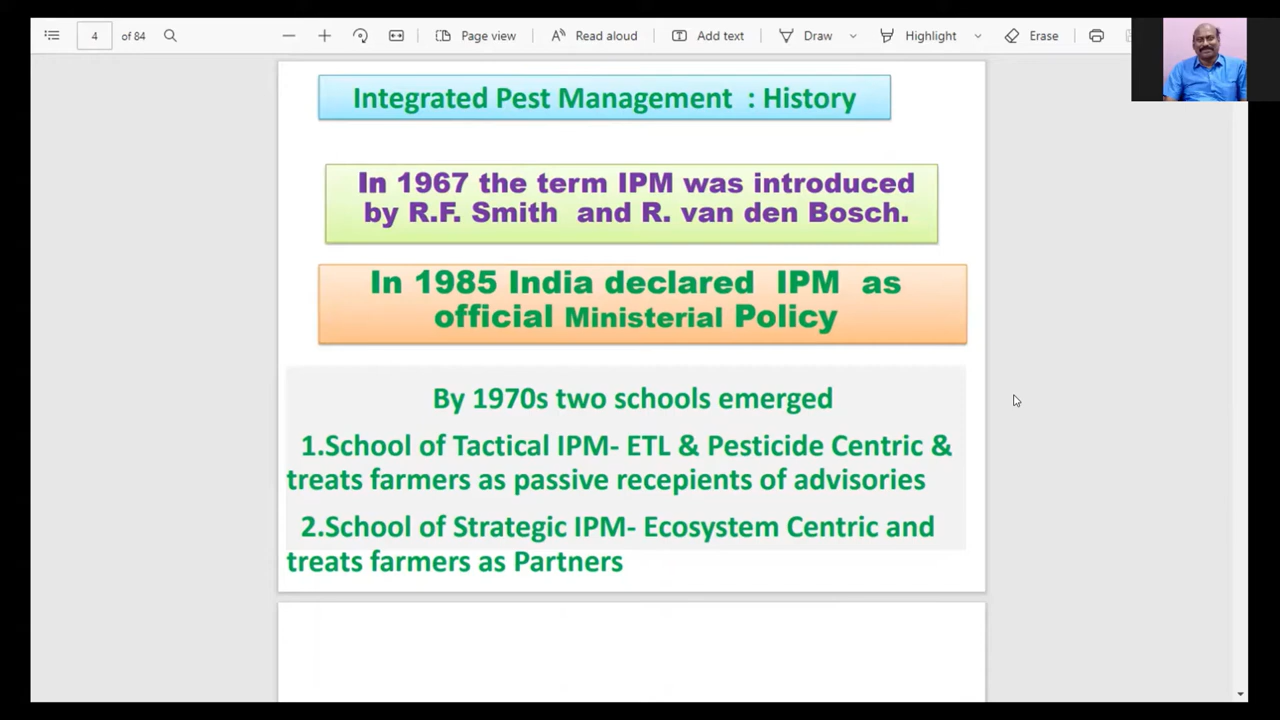 4 of 84 Page view Read aloud Add text Draw Highlight Erase
Integrated Pest Management : History
In 1967 the term IPM was introduced
by R.F. Smith and R. van den Bosch.
In 1985 India declared IPM as
official Ministerial Policy
By 1970s two schools emerged
1.School of Tactical IPM- ETL & Pesticide Centric &
treats farmers as passive recepients of advisories
2.School of Strategic IPM- Ecosystem Centric and
treats farmers as Partners